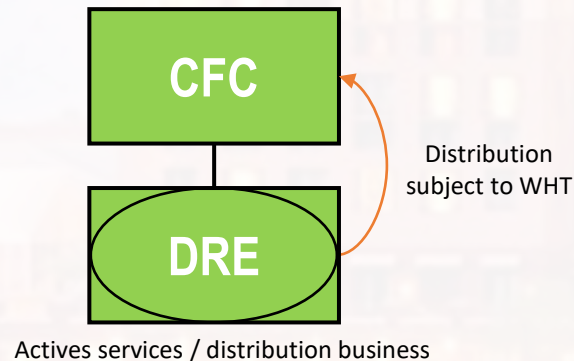 CFC
Distribution
subject to WHT
DRE
Actives services / distribution business